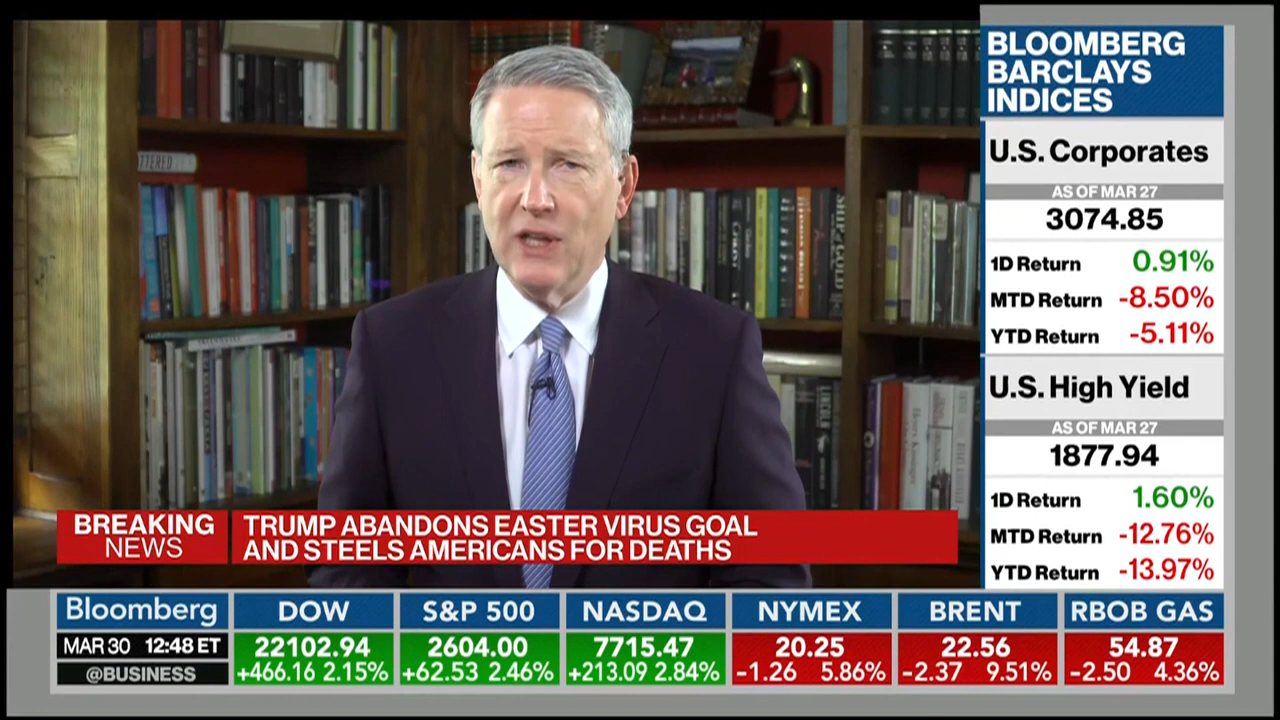 TTERED
SHIP OF GOLD
LINCOLN
BREAKING
NEWS
TRUMP ABANDONS EASTER VIRUS GOAL
AND STEELS AMERICANS FOR DEATHS
BLOOMBERG
BARCLAYS
INDICES
U.S. Corporates
AS OF MAR 27
3074.85
1D Return 0.91%
MTD Return -8.50%
YTD Return -5.11%
U.S. High Yield
AS OF MAR 27
1877.94
1D Return 1.60%
MTD Return -12.76%
YTD Return -13.97%
Bloomberg
MAR 30 12:48 ET
@BUSINESS
DOW
22102.94
+466.16 2.15%
S&P 500
2604.00
+62.53 2.46%
NASDAQ
7715.47
+213.09 2.84%
NYMEX
20.25
-1.26 5.86%
BRENT
22.56
-2.37 9.51%
RBOB GAS
54.87
-2.50 4.36%